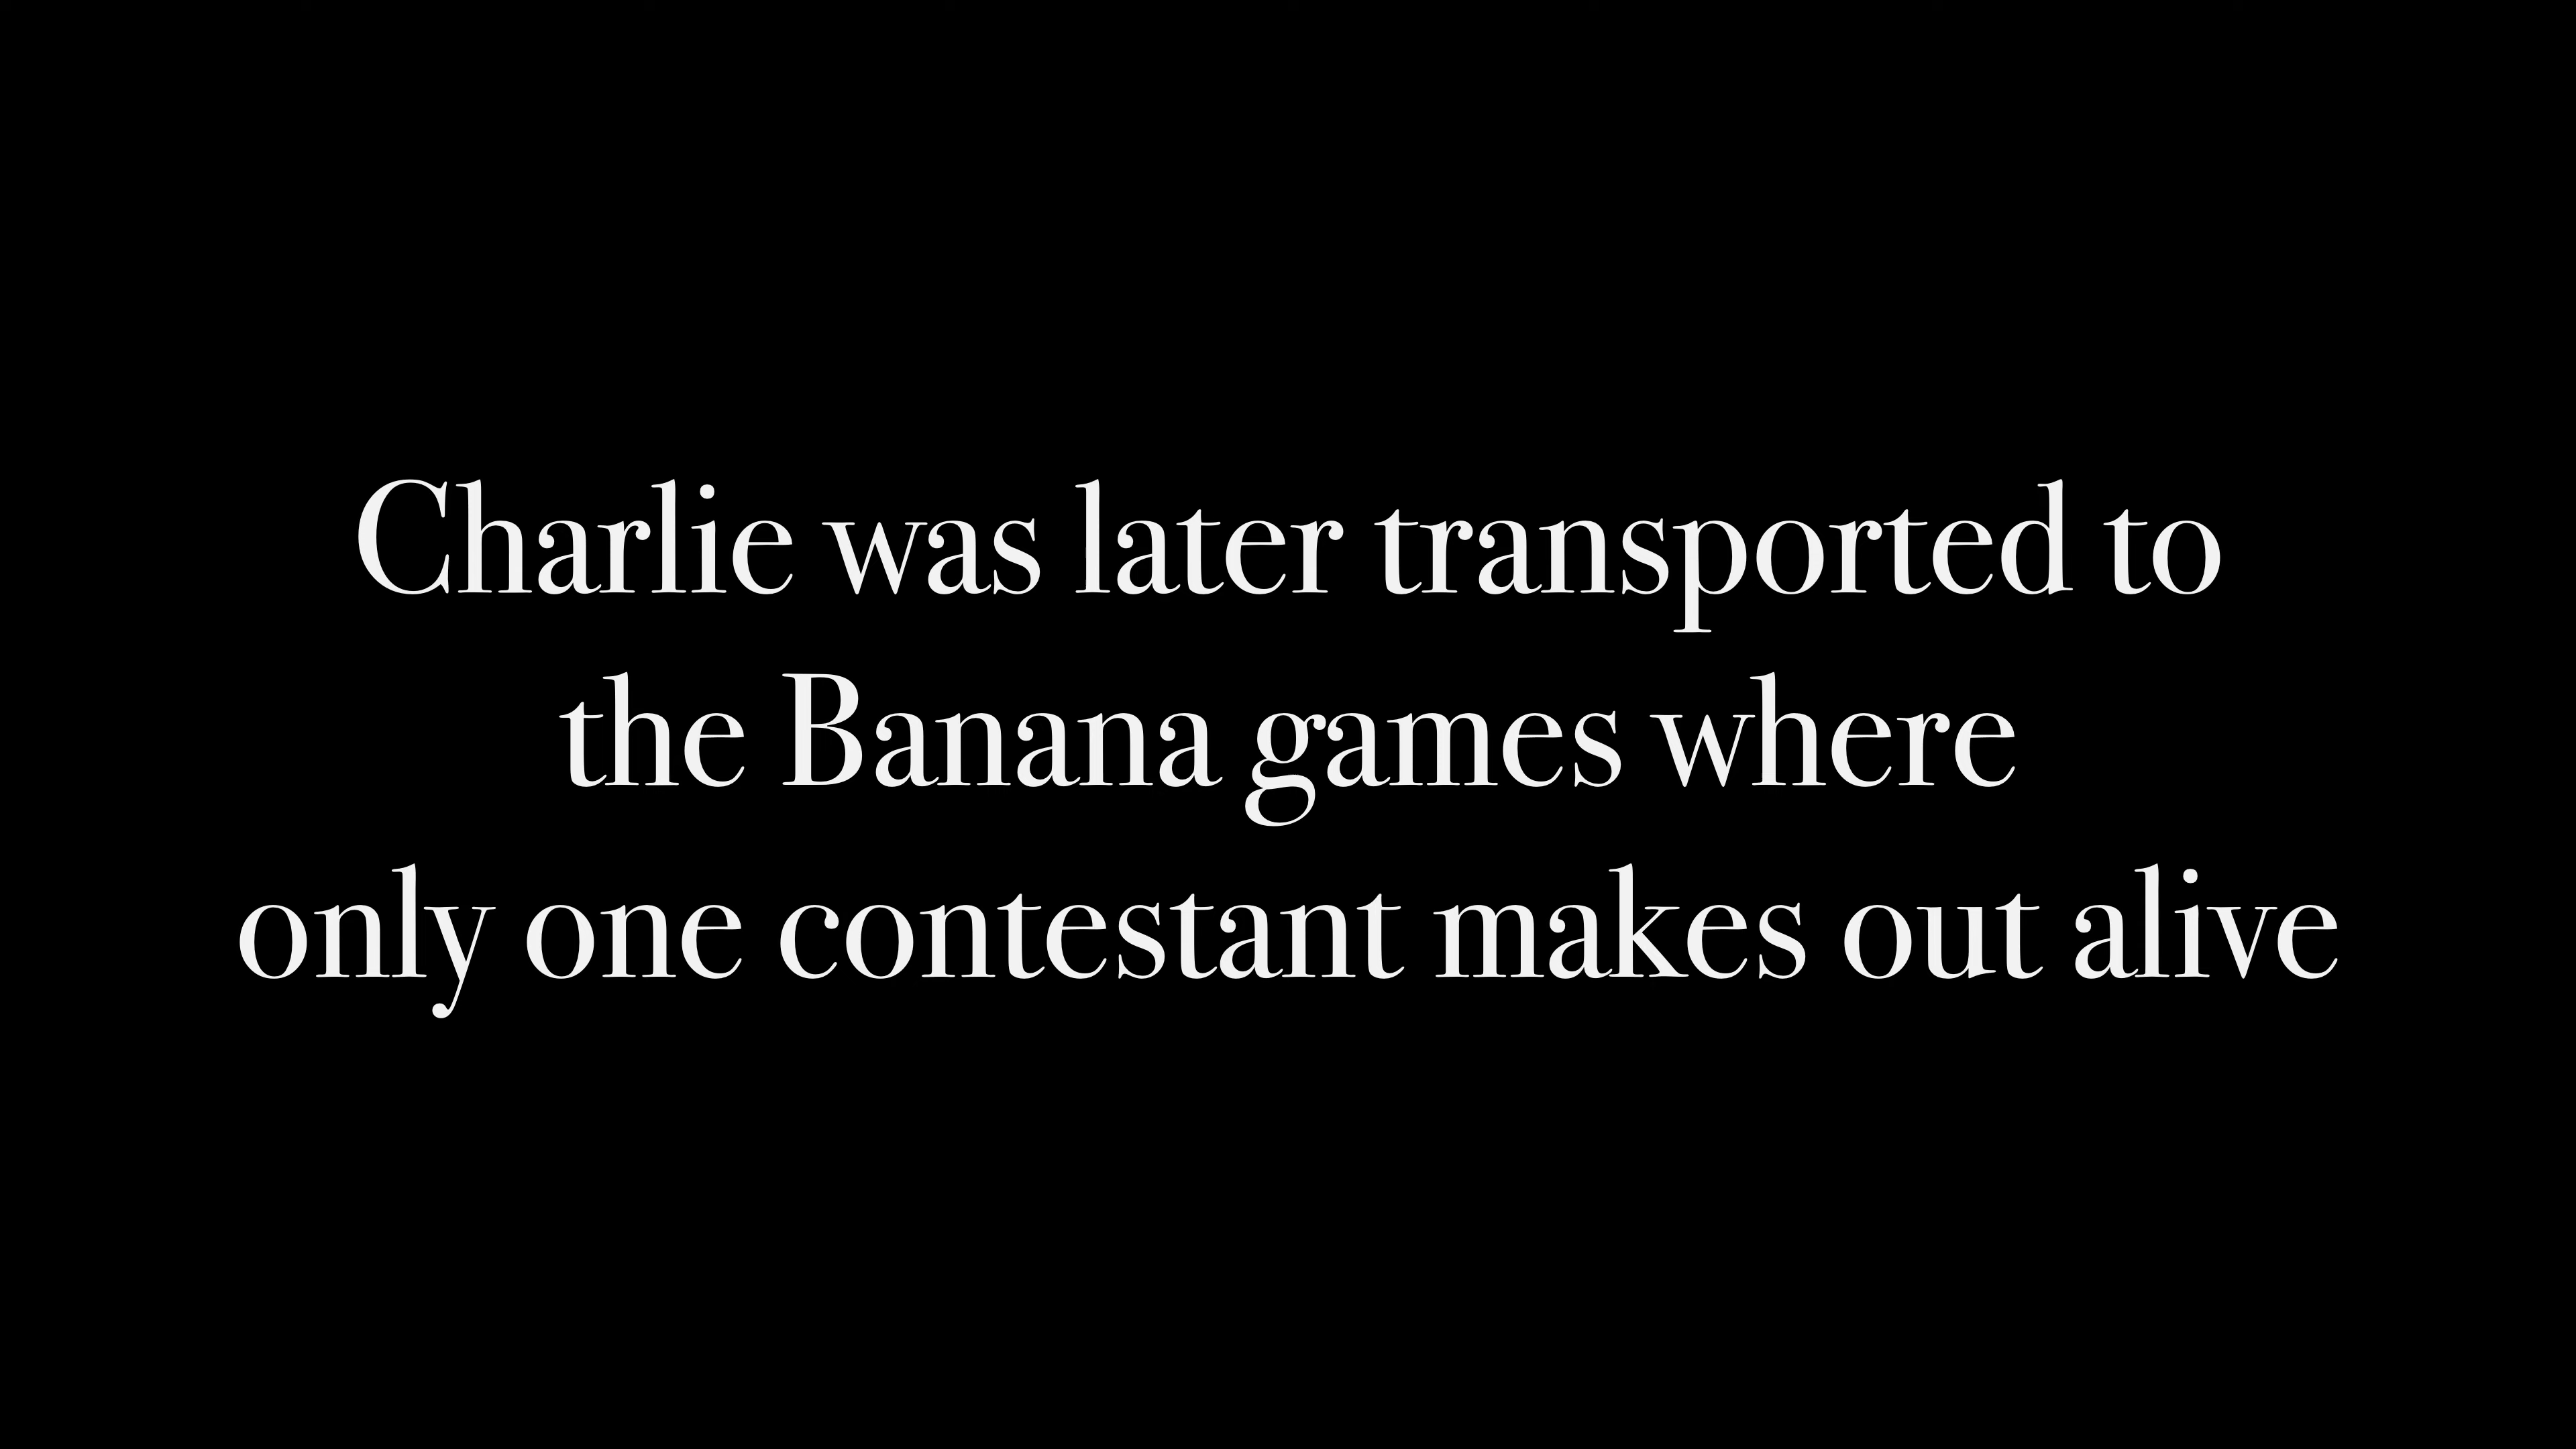 Charlie was later transported to
the Banana games where
only one contestant makes out alive